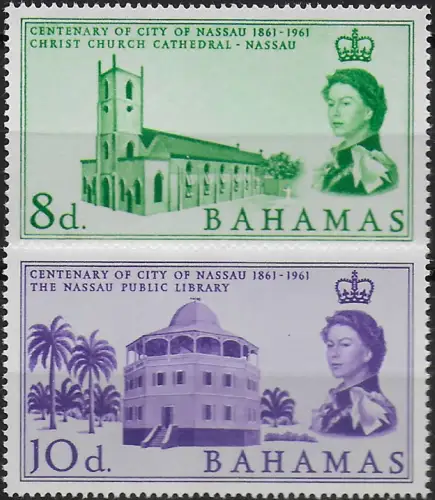 CENTENARY OF CITY OF NASSAU 1861-1961
CHRIST CHURCH CATHEDRAL - NASSAU
8d. BAHAMAS
CENTENARY OF CITY OF NASSAU 1861-1961
THE NASSAU PUBLIC LIBRARY
10d. BAHAMAS